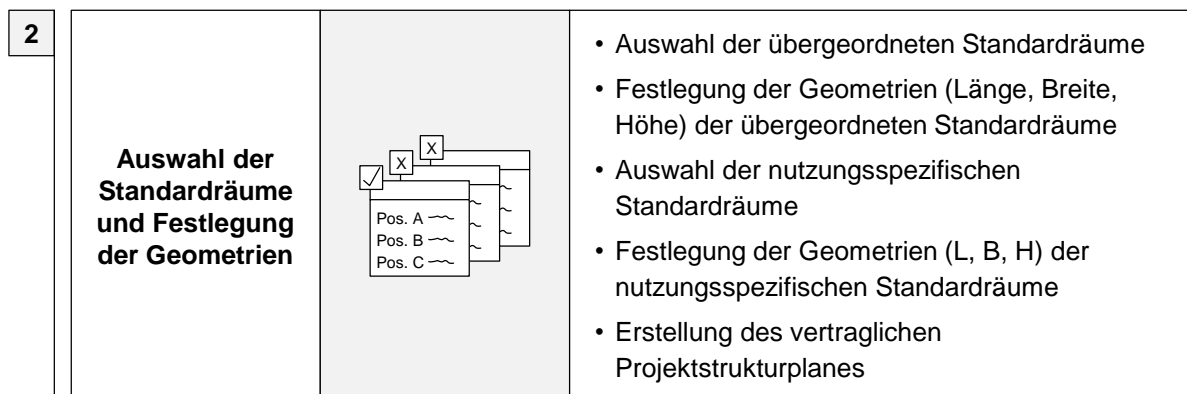 2
Auswahl der
Standardräume
und Festlegung
der Geometrien
X
X
Pos. A
Pos. B
Pos. C
• Auswahl der übergeordneten Standardräume
• Festlegung der Geometrien (Länge, Breite,
Höhe) der übergeordneten Standardräume
• Auswahl der nutzungsspezifischen
Standardräume
• Festlegung der Geometrien (L, B, H) der
nutzungsspezifischen Standardräume
• Erstellung des vertraglichen
Projektstrukturplanes